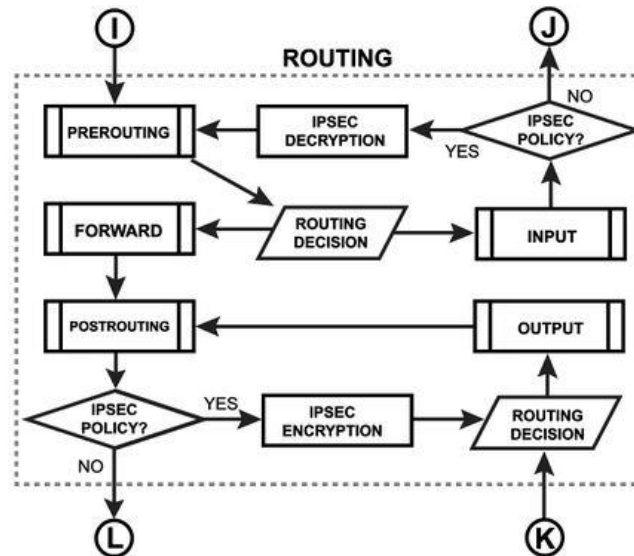 I
J
ROUTING
NO
PREROUTING
IPSEC
DECRYPTION
YES
IPSEC
POLICY?
FORWARD
ROUTING
DECISION
INPUT
POSTROUTING
OUTPUT
IPSEC
POLICY?
YES
IPSEC
ENCRYPTION
ROUTING
DECISION
NO
L
K